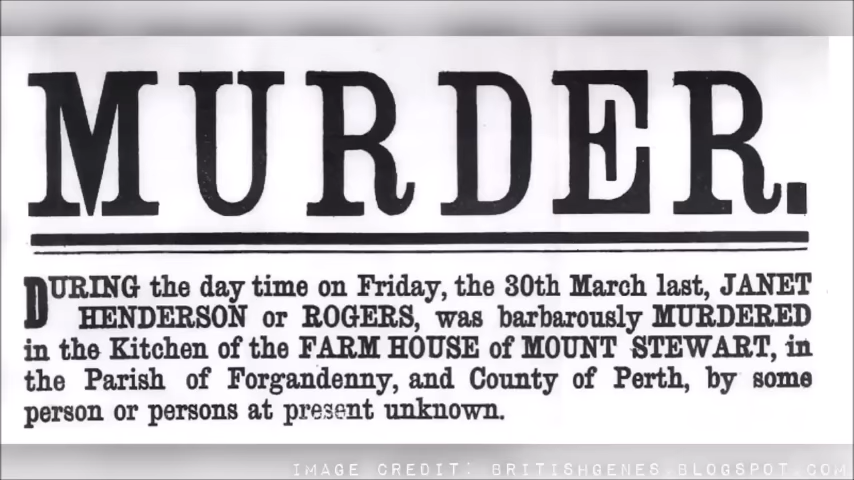 MURDER.
DURING the day time on Friday, the 30th March last, JANET
HENDERSON or ROGERS, was barbarously MURDERED
in the Kitchen of the FARM HOUSE of MOUNT STEWART, in
the Parish of Forgandenny, and County of Perth, by some
person or persons at present unknown.
IMAGE CREDIT: BRITISHGENES.BLOGSPOT.COM